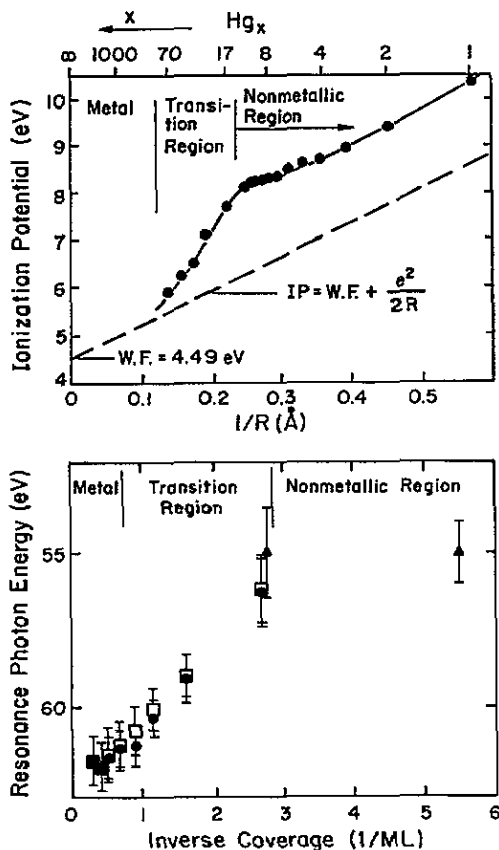 x Hg_x
∞ 1000 70 17 8 4 2 1
Ionization Potential (eV)
10
9
8
7
6
5
4
Metal
Transi-
tion
Region
Nonmetallic
Region
IP = W.F. + e²/2R
W.F. = 4.49 eV
0 0.1 0.2 0.3 0.4 0.5
1/R (Å)
Resonance Photon Energy (eV)
55
60
Metal
Transition
Region
Nonmetallic Region
0 1 2 3 4 5 6
Inverse Coverage (1/ML)